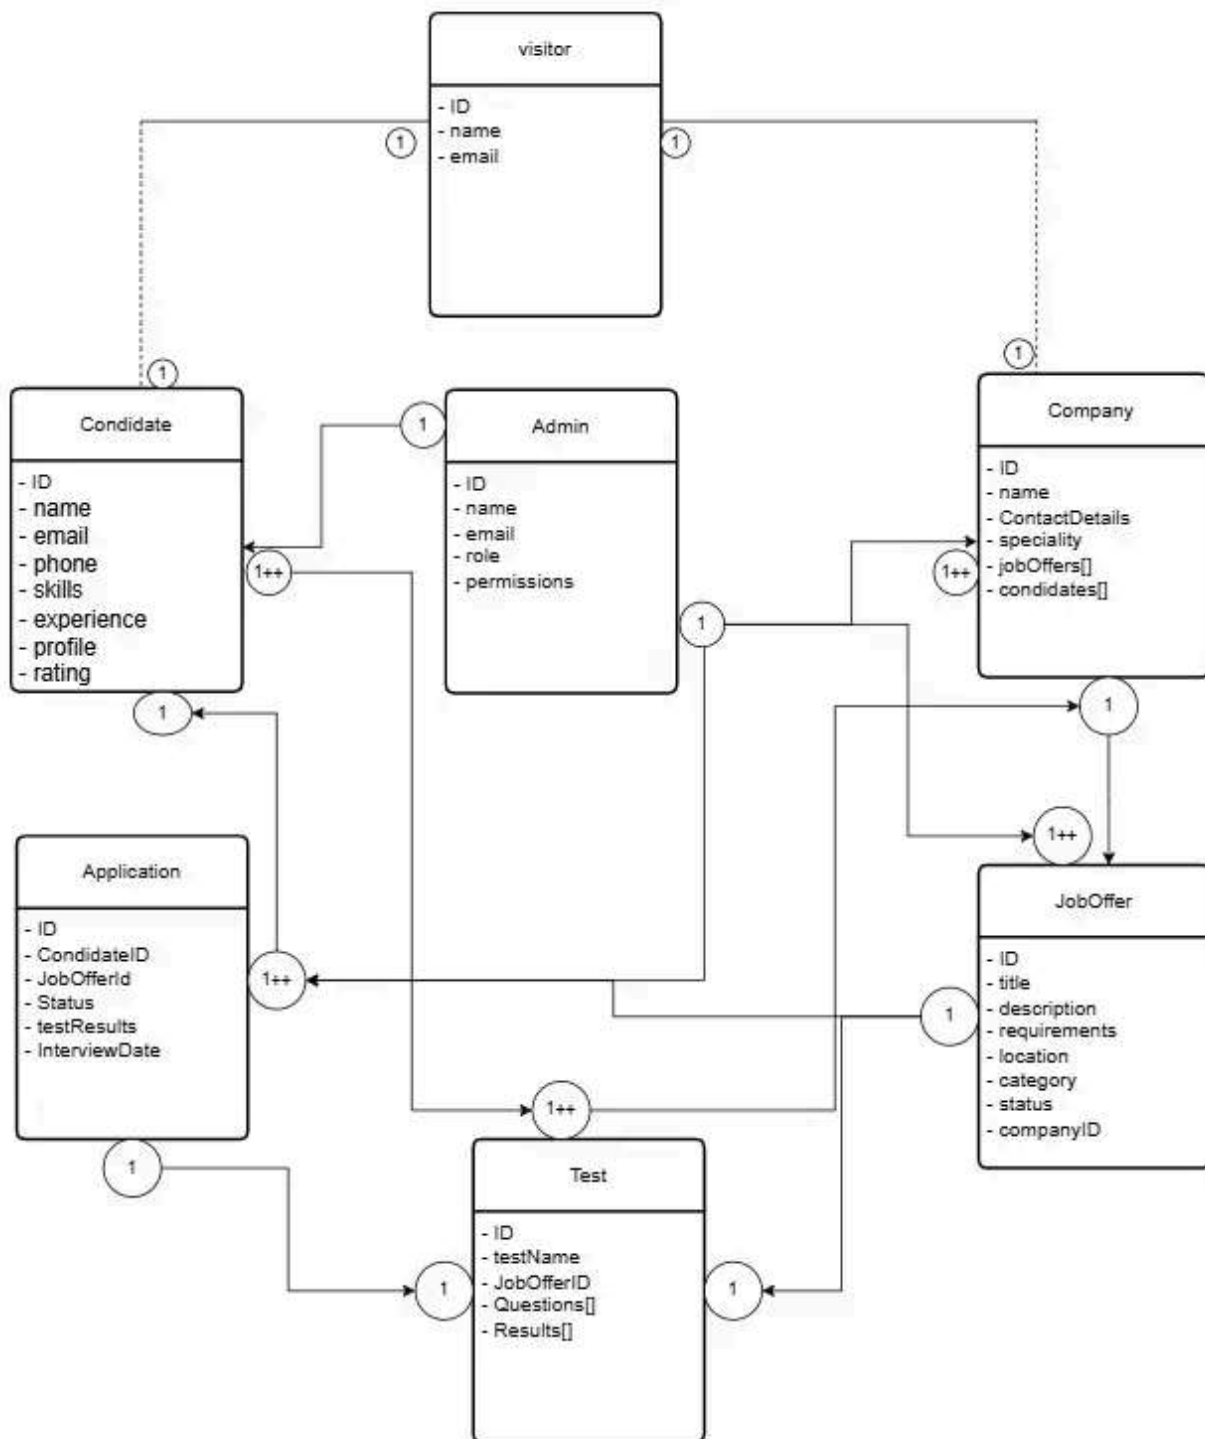 visitor
- ID
- name
- email
1
1
1
1
Condidate
- ID
- name
- email
- phone
- skills
- experience
- profile
- rating
1
Admin
- ID
- name
- email
- role
- permissions
Company
- ID
- name
- ContactDetails
- speciality
- jobOffers[]
- condidates[]
1++
1++
1
1
1
1++
Application
- ID
- CondidateID
- JobOfferId
- Status
- testResults
- InterviewDate
1++
JobOffer
- ID
- title
- description
- requirements
- location
- category
- status
- companyID
1
1++
1
Test
- ID
- testName
- JobOfferID
- Questions[]
- Results[]
1
1